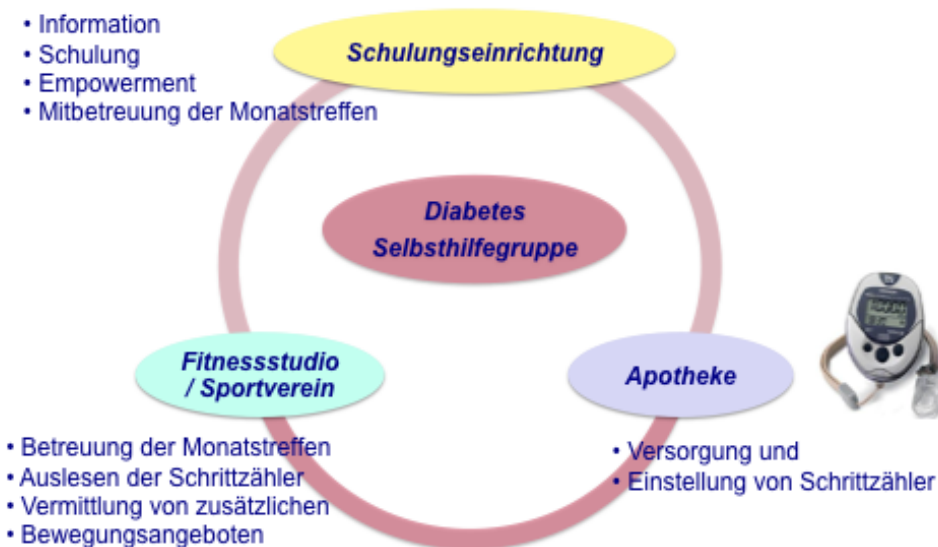 • Information
• Schulung
• Empowerment
• Mitbetreuung der Monatstreffen
Schulungseinrichtung
Diabetes
Selbsthilfegruppe
Fitnessstudio
/ Sportverein
Apotheke
• Betreuung der Monatstreffen
• Auslesen der Schrittzähler
• Vermittlung von zusätzlichen
• Bewegungsangeboten
• Versorgung und
• Einstellung von Schrittzähler